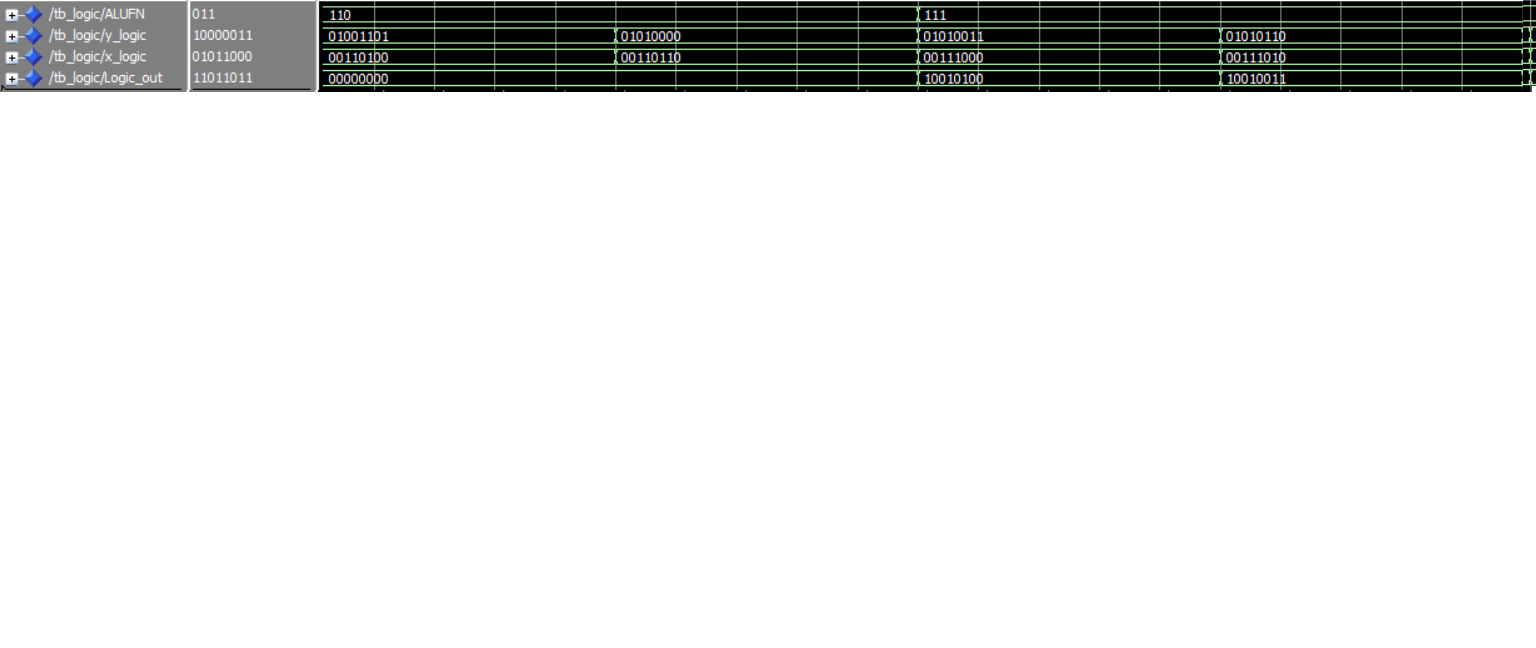 /tb_logic/ALUFN 011 110 111
/tb_logic/y_logic 10000011 01001101 01010000 01010011 01010110
/tb_logic/x_logic 01011000 00110100 00110110 00111000 00111010
/tb_logic/Logic_out 11011011 00000000 10010100 10010011